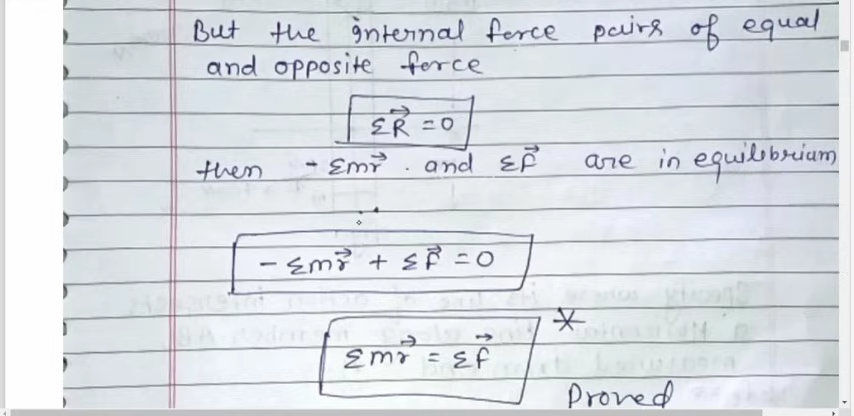 But the internal force pairs of equal
and opposite force
ΣR⃗ = 0
then - Σmr⃗ . and ΣF⃗ are in equilibrium
∴
- Σmr⃗ + ΣF⃗ = 0
Σmr⃗ = ΣF⃗ *
Proved